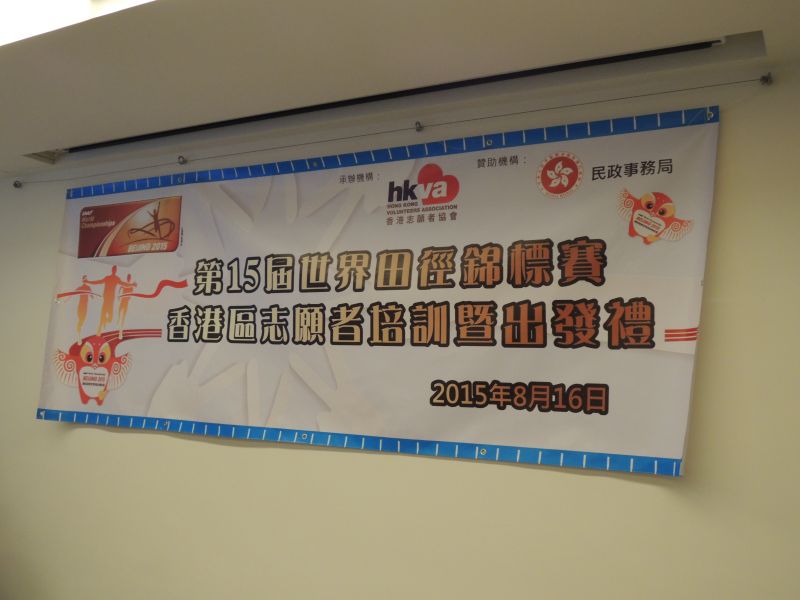 承辦機構：
hkva
HONG KONG
VOLUNTEERS ASSOCIATION
香港志願者協會
贊助機構：
民政事務局
IAAF
World
Championships
BEIJING 2015
第15屆世界田徑錦標賽
香港區志願者培訓暨出發禮
2015年8月16日
BEIJING 2015